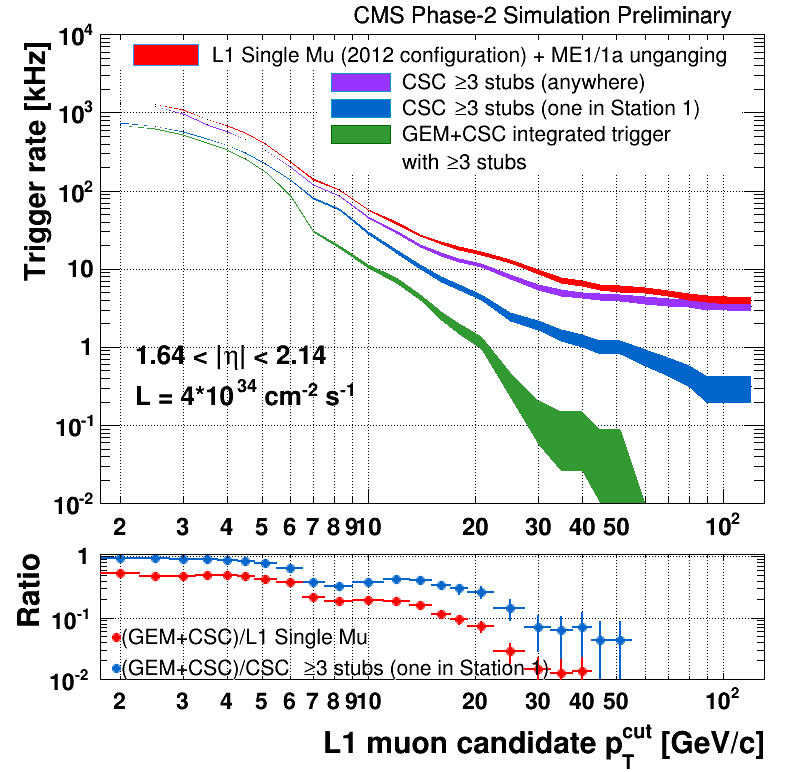 CMS Phase-2 Simulation Preliminary
10^4
10^3
10^2
10
1
10^-1
10^-2
Trigger rate [kHz]
L1 Single Mu (2012 configuration) + ME1/1a unganging
CSC ≥3 stubs (anywhere)
CSC ≥3 stubs (one in Station 1)
GEM+CSC integrated trigger
with ≥3 stubs
1.64 < |η| < 2.14
L = 4*10^34 cm^-2 s^-1
2 3 4 5 6 7 8 910 20 30 40 50 10^2
Ratio
1
10^-1
10^-2
(GEM+CSC)/L1 Single Mu
(GEM+CSC)/CSC ≥3 stubs (one in Station 1)
2 3 4 5 6 7 8 910 20 30 40 50 10^2
L1 muon candidate p_T^cut [GeV/c]